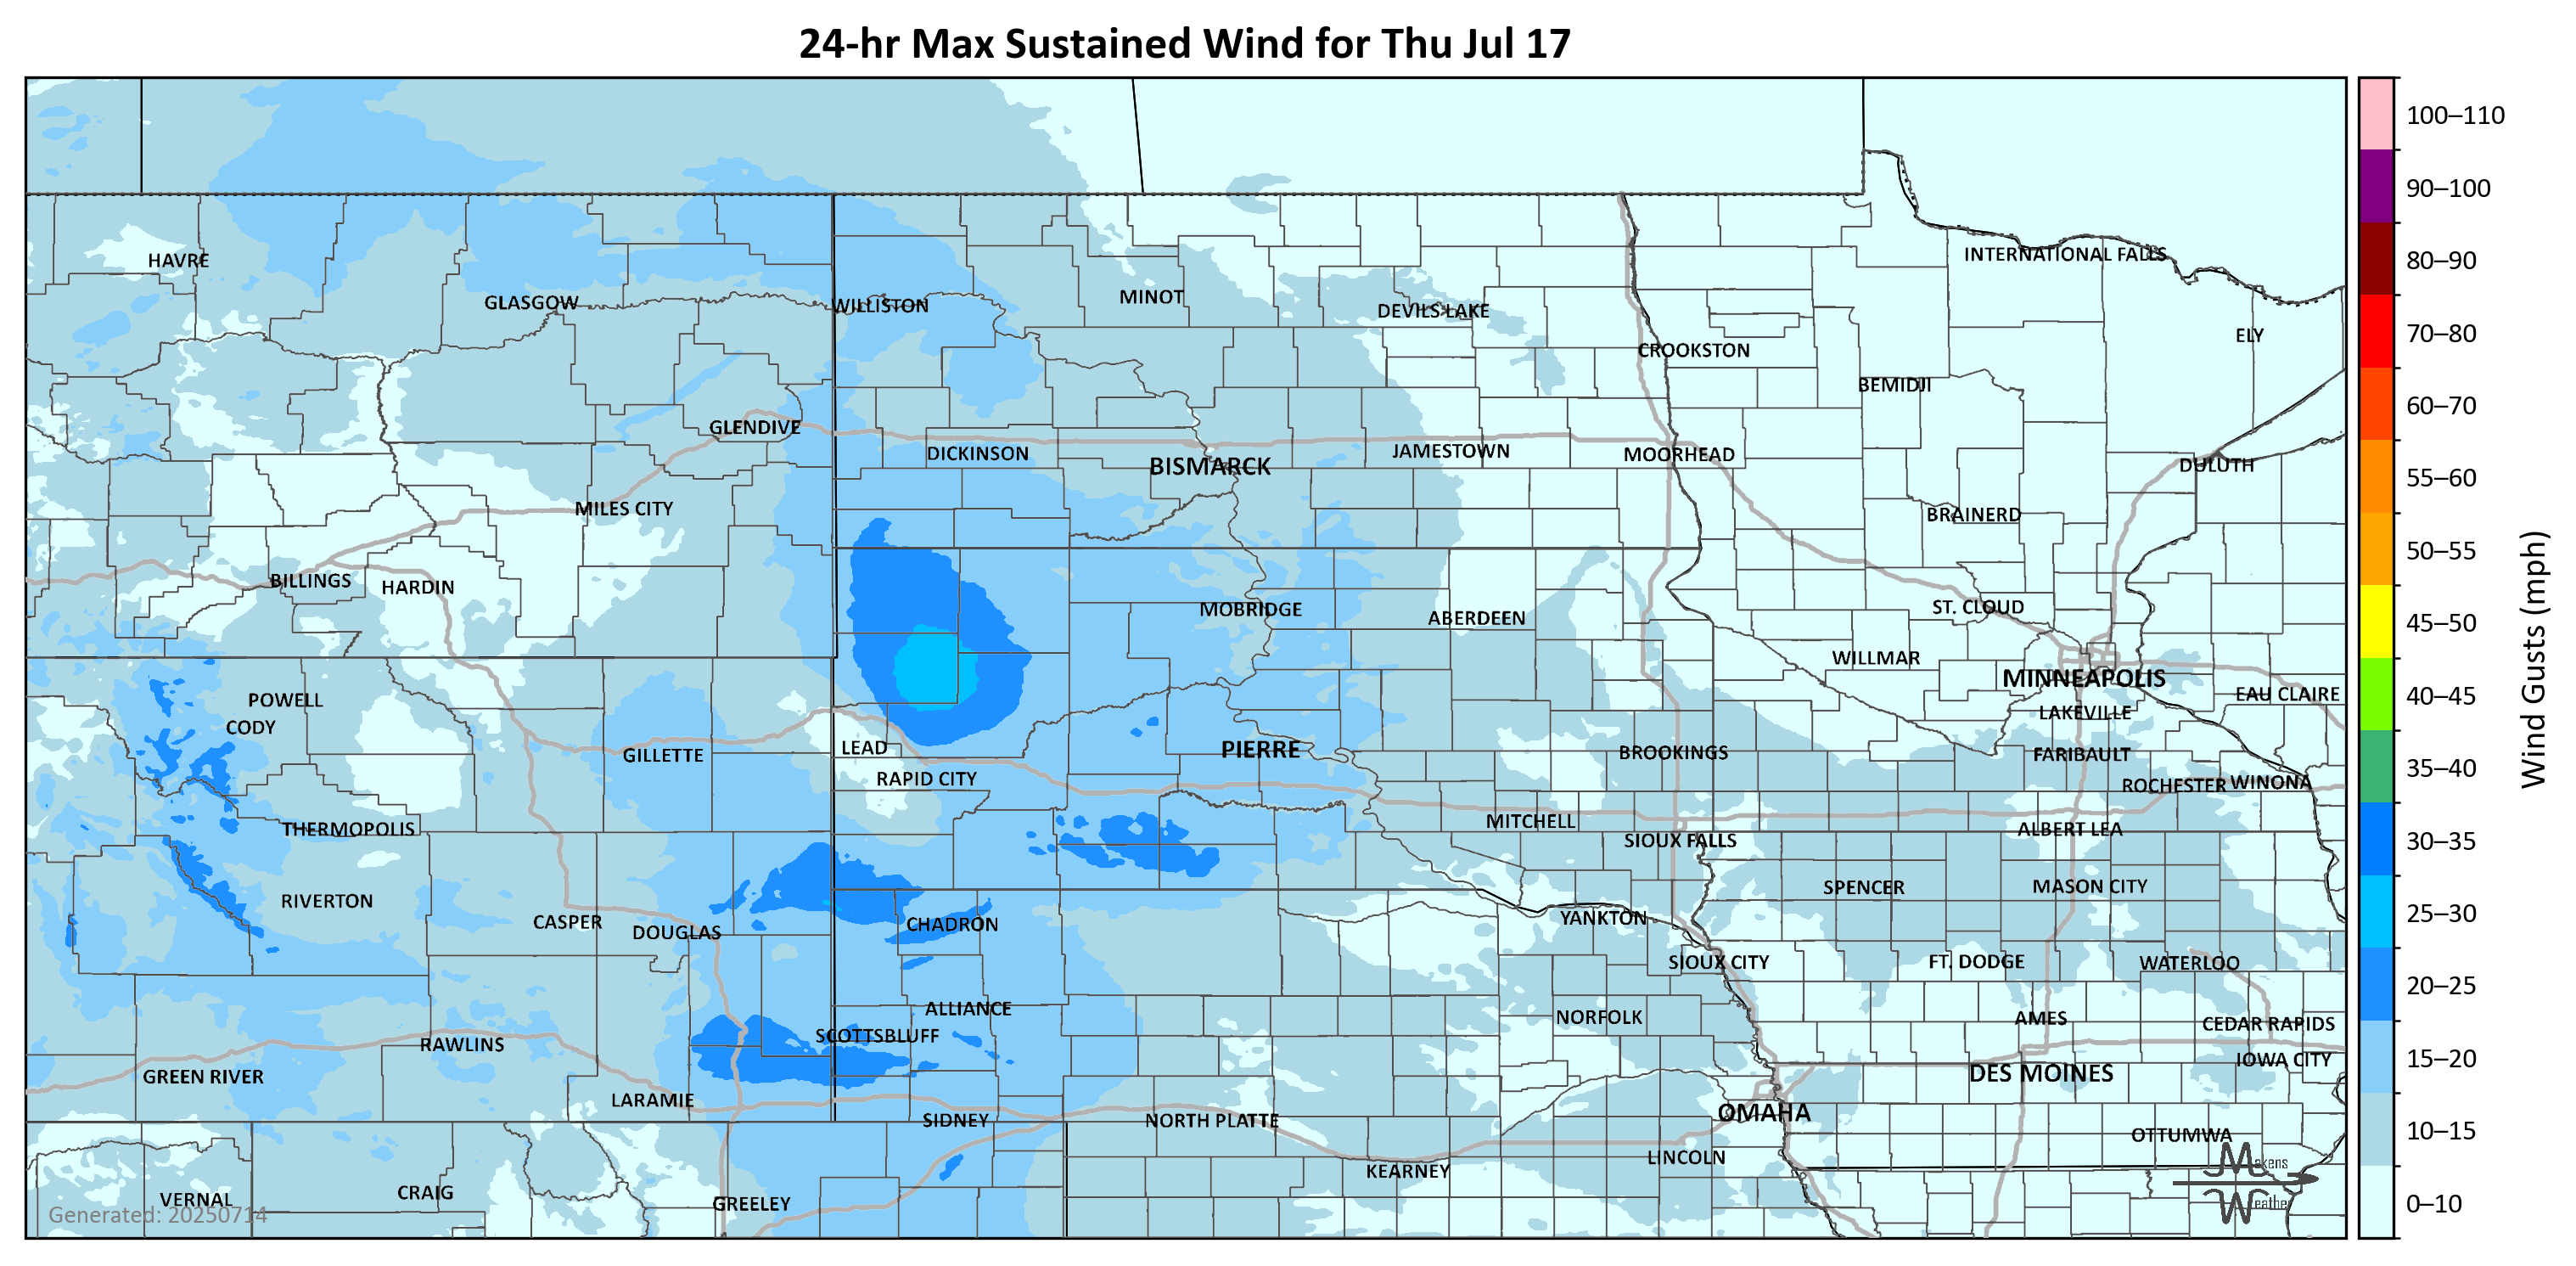 24-hr Max Sustained Wind for Thu Jul 17
100–110
90–100
80–90
70–80
60–70
55–60
50–55
45–50
40–45
35–40
30–35
25–30
20–25
15–20
10–15
0–10
Wind Gusts (mph)
HAVRE
INTERNATIONAL FALLS
GLASGOW
WILLISTON
MINOT
DEVILS LAKE
ELY
CROOKSTON
BEMIDJI
GLENDIVE
DICKINSON
BISMARCK
JAMESTOWN
MOORHEAD
DULUTH
MILES CITY
BRAINERD
BILLINGS
HARDIN
MOBRIDGE
ABERDEEN
ST. CLOUD
WILLMAR
MINNEAPOLIS
EAU CLAIRE
POWELL
CODY
LAKEVILLE
GILLETTE
LEAD
PIERRE
BROOKINGS
FARIBAULT
RAPID CITY
ROCHESTER
WINONA
THERMOPOLIS
MITCHELL
SIOUX FALLS
ALBERT LEA
RIVERTON
SPENCER
MASON CITY
CASPER
DOUGLAS
CHADRON
YANKTON
SIOUX CITY
FT. DODGE
WATERLOO
ALLIANCE
NORFOLK
AMES
CEDAR RAPIDS
RAWLINS
SCOTTSBLUFF
IOWA CITY
GREEN RIVER
DES MOINES
LARAMIE
SIDNEY
NORTH PLATTE
OMAHA
OTTUMWA
KEARNEY
LINCOLN
VERNAL
CRAIG
GREELEY
Generated: 20250714
Makens
Weather